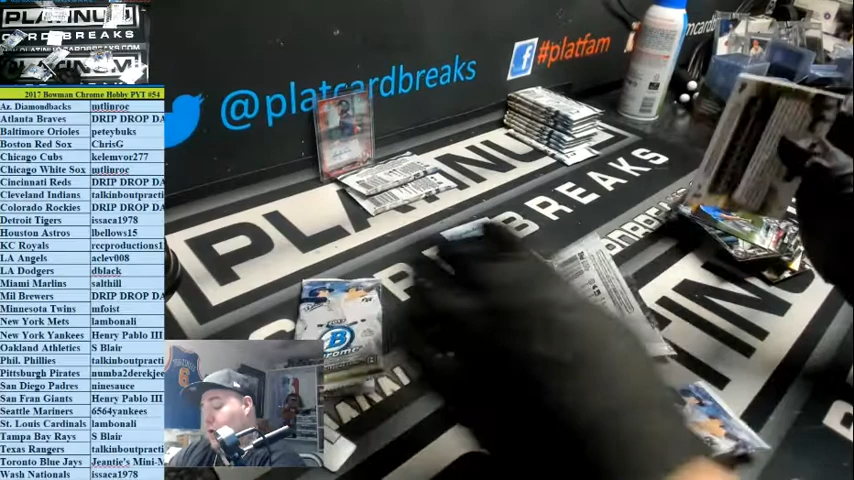 PLATINUM
CARDBREAKS
2017 Bowman Chrome Hobby PYT #54
Az. Diamondbacks mtlinroc
Atlanta Braves DRIP DROP DA
Baltimore Orioles peteybuks
Boston Red Sox ChrisG
Chicago Cubs kelemvor277
Chicago White Sox mtlinroc
Cincinnati Reds DRIP DROP DA
Cleveland Indians talkinboutpracti
Colorado Rockies DRIP DROP DA
Detroit Tigers issaca1978
Houston Astros lbellows15
KC Royals rccproductions1
LA Angels aclev008
LA Dodgers dblack
Miami Marlins salthill
Mil Brewers DRIP DROP DA
Minnesota Twins mfoist
New York Mets lambonali
New York Yankees Henry Pablo III
Oakland Athletics S Blair
Phil. Phillies talkinboutpracti
Pittsburgh Pirates numba2derekjee
San Diego Padres ninesauce
San Fran Giants Henry Pablo III
Seattle Mariners 6564yankees
St. Louis Cardinals lambonali
Tampa Bay Rays S Blair
Texas Rangers talkinboutpracti
Toronto Blue Jays Jeantie's Mini-M
Wash Nationals issaca1978
@platcardbreaks
f #platfam
PLATINUM
BREAKS